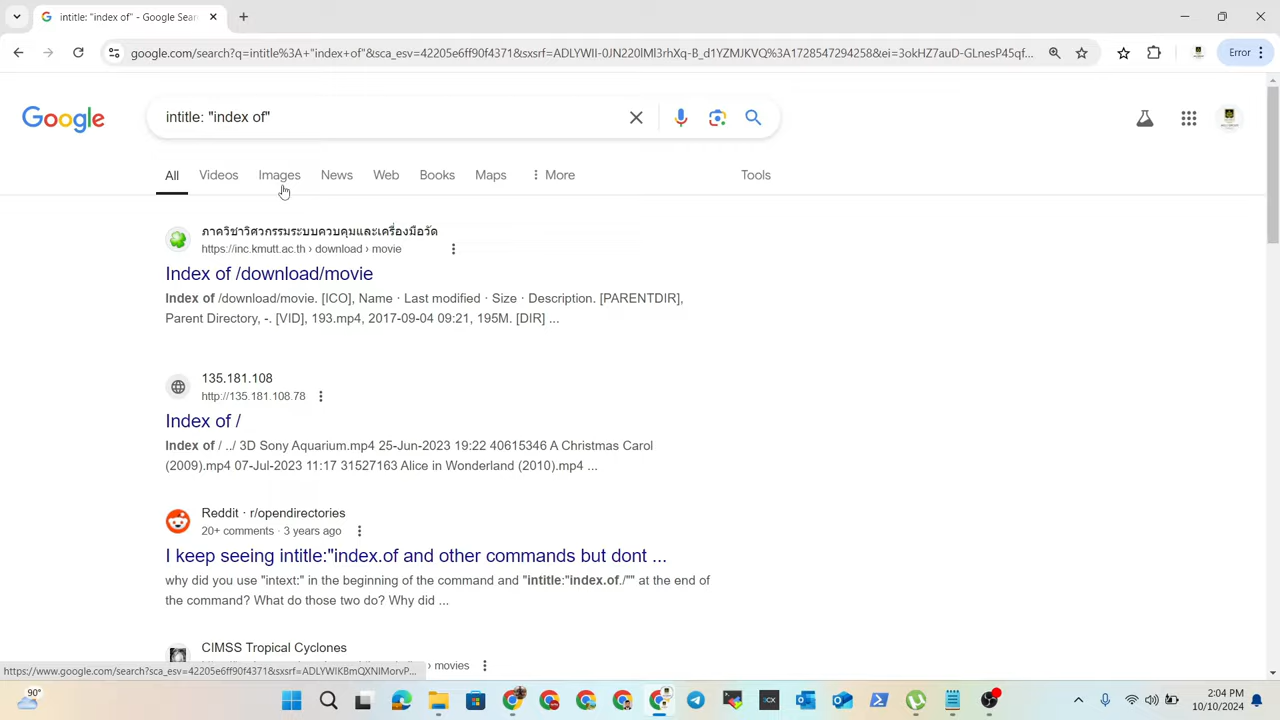 intitle: "index of" - Google Sear
google.com/search?q=intitle%3A+"index+of"&sca_esv=42205e6ff90f4371&sxsrf=ADLYWII-0JN220IMl3rhXq-B_d1YZMJKVQ%3A1728547294258&ei=3okHZ7auD-GLnesP45qf...
Error
Google
intitle: "index of"
All
Videos
Images
News
Web
Books
Maps
More
Tools
ภาควิชาวิศวกรรมระบบควบคุมและเครื่องมือวัด
https://inc.kmutt.ac.th › download › movie
Index of /download/movie
Index of /download/movie. [ICO], Name · Last modified · Size · Description. [PARENTDIR],
Parent Directory, -. [VID], 193.mp4, 2017-09-04 09:21, 195M. [DIR] ...
135.181.108
http://135.181.108.78
Index of /
Index of / ../ 3D Sony Aquarium.mp4 25-Jun-2023 19:22 40615346 A Christmas Carol
(2009).mp4 07-Jul-2023 11:17 31527163 Alice in Wonderland (2010).mp4 ...
Reddit · r/opendirectories
20+ comments · 3 years ago
I keep seeing intitle:"index.of and other commands but dont ...
why did you use "intext:" in the beginning of the command and "intitle:"index.of./"" at the end of
the command? What do those two do? Why did ...
CIMSS Tropical Cyclones
› movies
https://www.google.com/search?sca_esv=42205e6ff90f4371&sxsrf=ADLYWIKBmQXNIMorvP...
90°
2:04 PM
10/10/2024